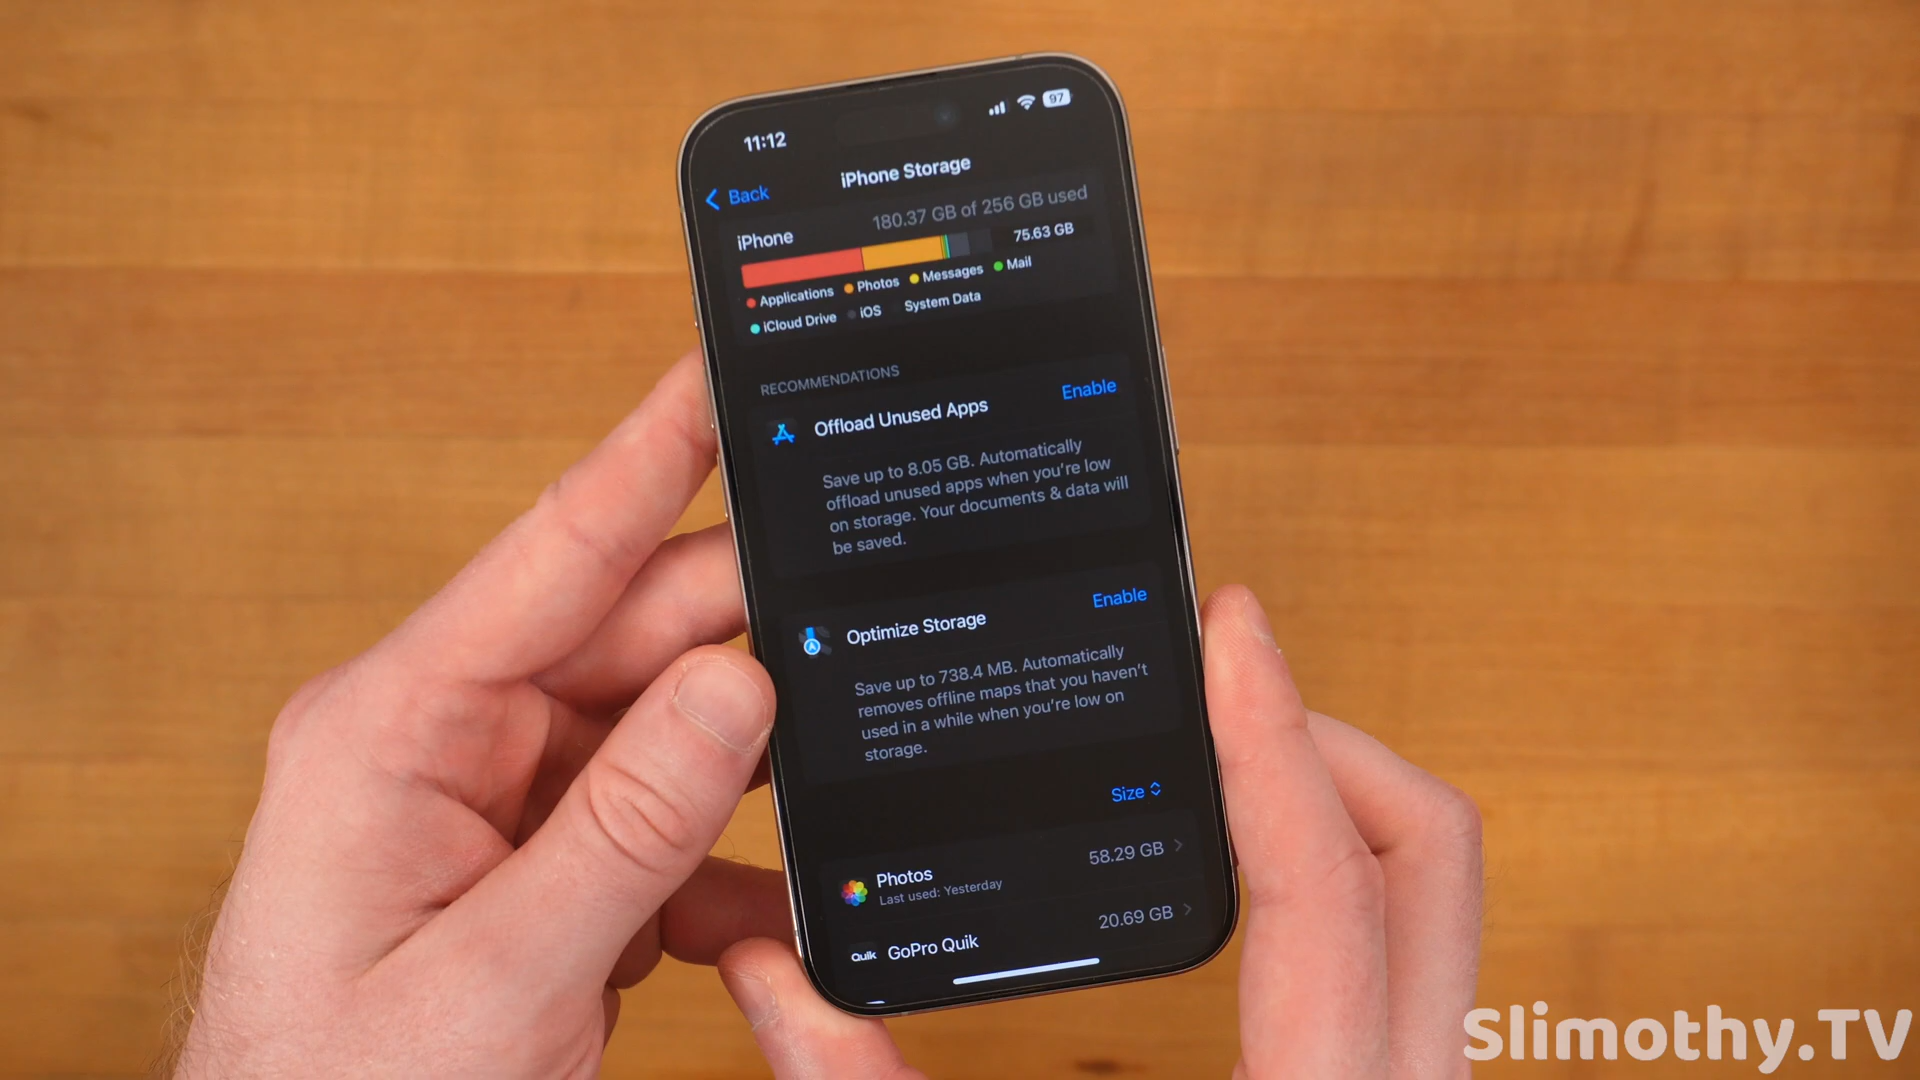 11:12
97
Back
iPhone Storage
iPhone
180.37 GB of 256 GB used
75.63 GB
Applications Photos Messages Mail
iCloud Drive iOS System Data
RECOMMENDATIONS
Offload Unused Apps
Enable
Save up to 8.05 GB. Automatically
offload unused apps when you're low
on storage. Your documents & data will
be saved.
Optimize Storage
Enable
Save up to 738.4 MB. Automatically
removes offline maps that you haven't
used in a while when you're low on
storage.
Size
Photos
58.29 GB
Last used: Yesterday
Quik
GoPro Quik
20.69 GB
Slimothy.TV